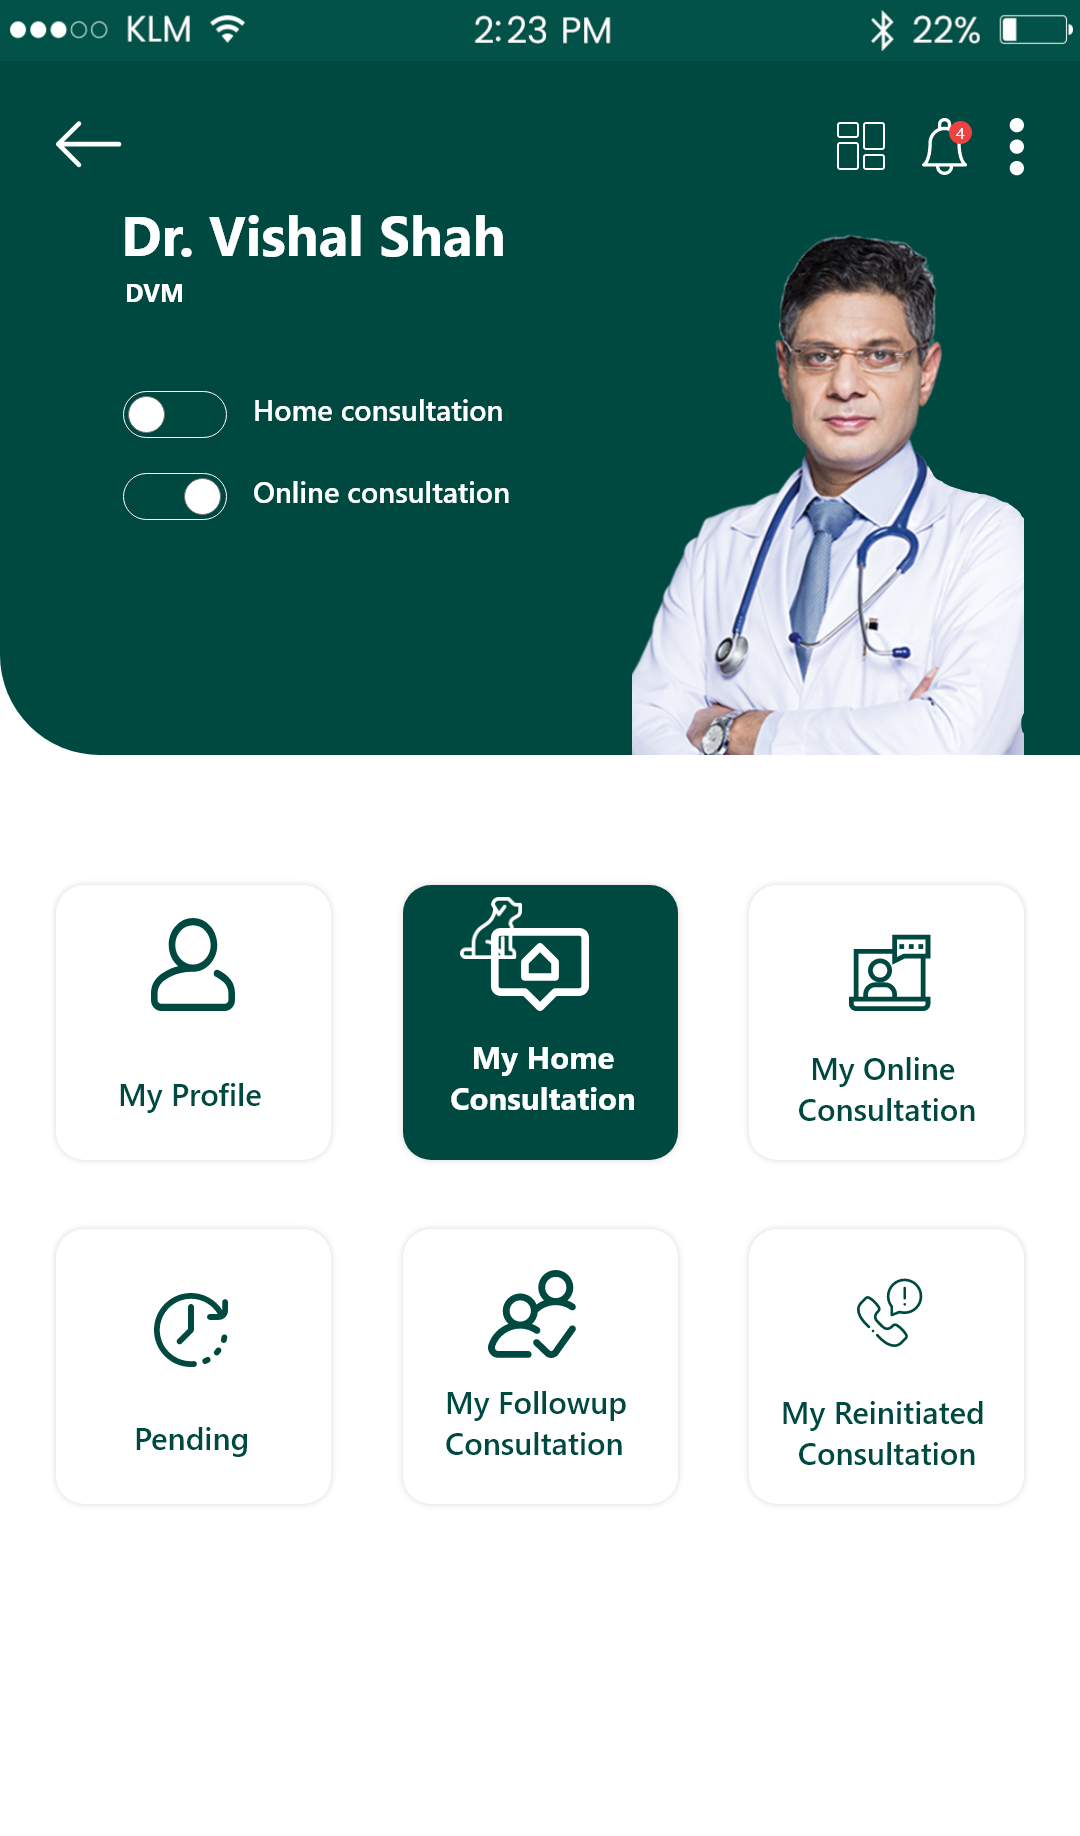 KLM 2:23 PM 22%
4
Dr. Vishal Shah
DVM
Home consultation
Online consultation
My Profile
My Home
Consultation
My Online
Consultation
Pending
My Followup
Consultation
My Reinitiated
Consultation